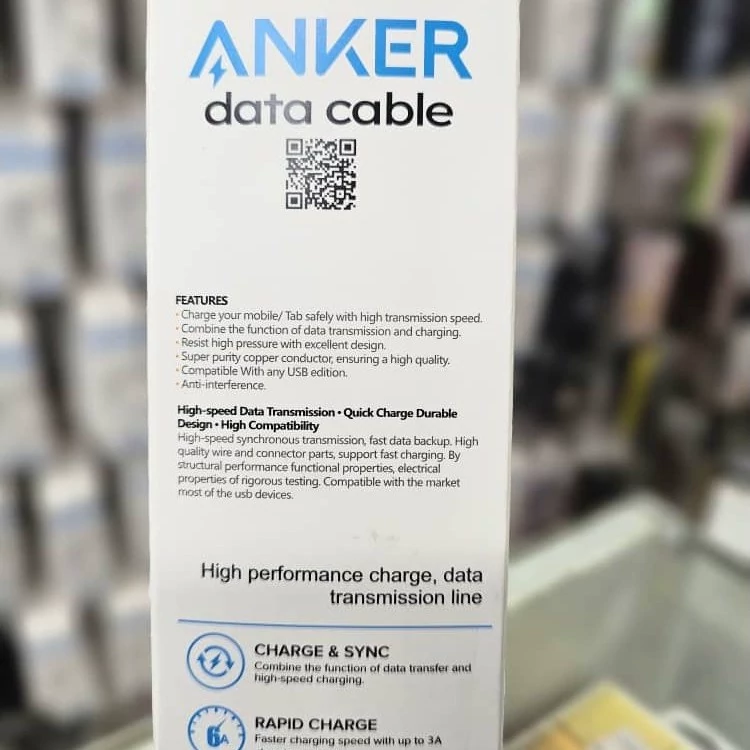 ANKER
data cable
FEATURES
• Charge your mobile/ Tab safely with high transmission speed.
• Combine the function of data transmission and charging.
• Resist high pressure with excellent design.
• Super purity copper conductor, ensuring a high quality.
• Compatible With any USB edition.
• Anti-interference.
High-speed Data Transmission • Quick Charge Durable
Design • High Compatibility
High-speed synchronous transmission, fast data backup. High
quality wire and connector parts, support fast charging. By
structural performance functional properties, electrical
properties of rigorous testing. Compatible with the market
most of the usb devices.
High performance charge, data
transmission line
CHARGE & SYNC
Combine the function of data transfer and
high-speed charging.
6A
RAPID CHARGE
Faster charging speed with up to 3A